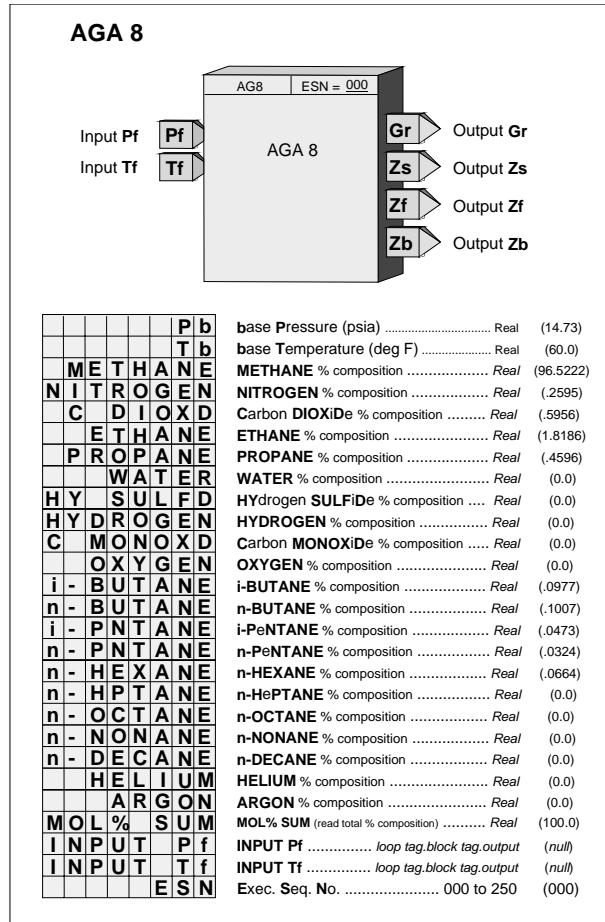 AGA 8
AG8 ESN = 000
Input Pf Pf AGA 8 Gr Output Gr
Input Tf Tf Zs Output Zs
Zf Output Zf
Zb Output Zb
Pb base Pressure (psia) ................................ Real (14.73)
Tb base Temperature (deg F) ..................... Real (60.0)
METHANE METHANE % composition ................... Real (96.5222)
NITROGEN NITROGEN % composition ................... Real (.2595)
C DIOXD Carbon DIOXiDe % composition ......... Real (.5956)
ETHANE ETHANE % composition ...................... Real (1.8186)
PROPANE PROPANE % composition .................... Real (.4596)
WATER WATER % composition ........................ Real (0.0)
HY SULFD HYdrogen SULFiDe % composition .... Real (0.0)
HYDROGEN HYDROGEN % composition ................. Real (0.0)
C MONOXD Carbon MONOXiDe % composition ..... Real (0.0)
OXYGEN OXYGEN % composition ..................... Real (0.0)
i-BUTANE i-BUTANE % composition .................... Real (.0977)
n-BUTANE n-BUTANE % composition ................... Real (.1007)
i-PNTANE i-PeNTANE % composition .................. Real (.0473)
n-PNTANE n-PeNTANE % composition ................. Real (.0324)
n-HEXANE n-HEXANE % composition ................... Real (.0664)
n-HPTANE n-HePTANE % composition ................. Real (0.0)
n-OCTANE n-OCTANE % composition ................... Real (0.0)
n-NONANE n-NONANE % composition ................... Real (0.0)
n-DECANE n-DECANE % composition ................... Real (0.0)
HELIUM HELIUM % composition ....................... Real (0.0)
ARGON ARGON % composition ....................... Real (0.0)
MOL% SUM MOL% SUM (read total % composition) .......... Real (100.0)
INPUT Pf INPUT Pf ............... loop tag.block tag.output (null)
INPUT Tf INPUT Tf ............... loop tag.block tag.output (null)
ESN Exec. Seq. No. ....................... 000 to 250 (000)